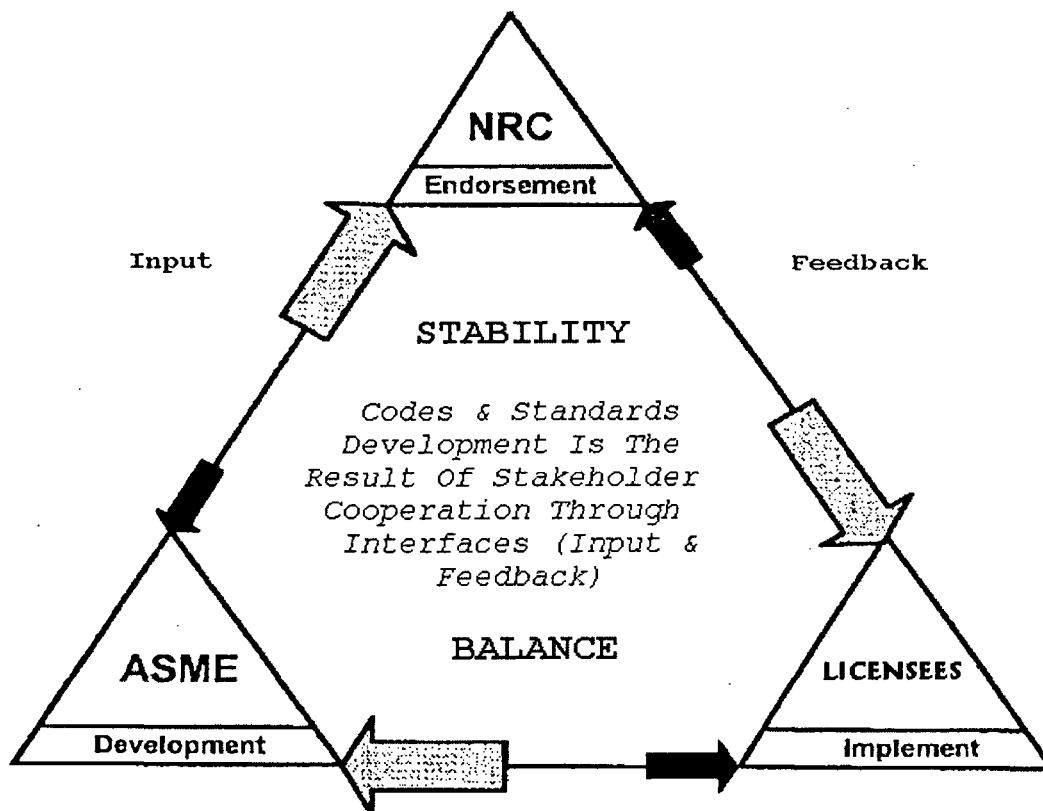 NRC
Endorsement
Input
Feedback
STABILITY
Codes & Standards
Development Is The
Result Of Stakeholder
Cooperation Through
Interfaces (Input &
Feedback)
BALANCE
ASME
Development
LICENSEES
Implement